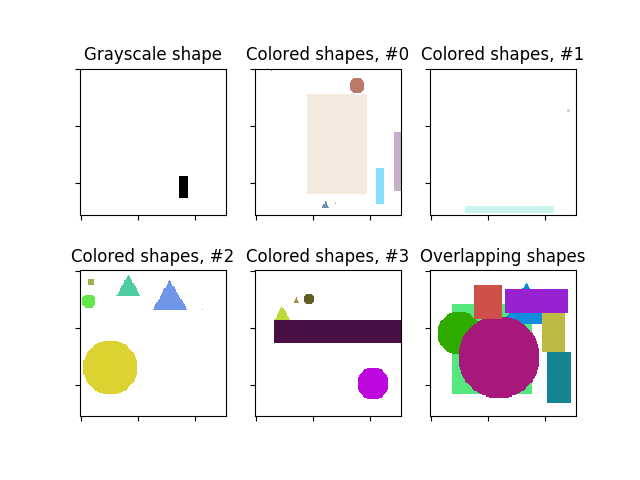 Grayscale shape
Colored shapes, #0
Colored shapes, #1
Colored shapes, #2
Colored shapes, #3
Overlapping shapes